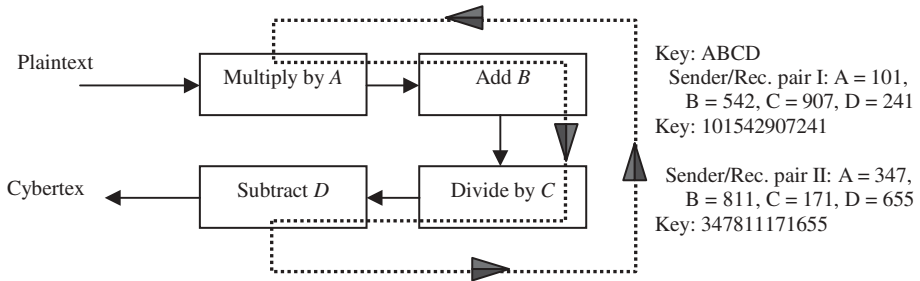 Plaintext
Multiply by A
Add B
Cybertex
Subtract D
Divide by C
Key: ABCD
Sender/Rec. pair I: A = 101,
B = 542, C = 907, D = 241
Key: 101542907241
Sender/Rec. pair II: A = 347,
B = 811, C = 171, D = 655
Key: 347811171655